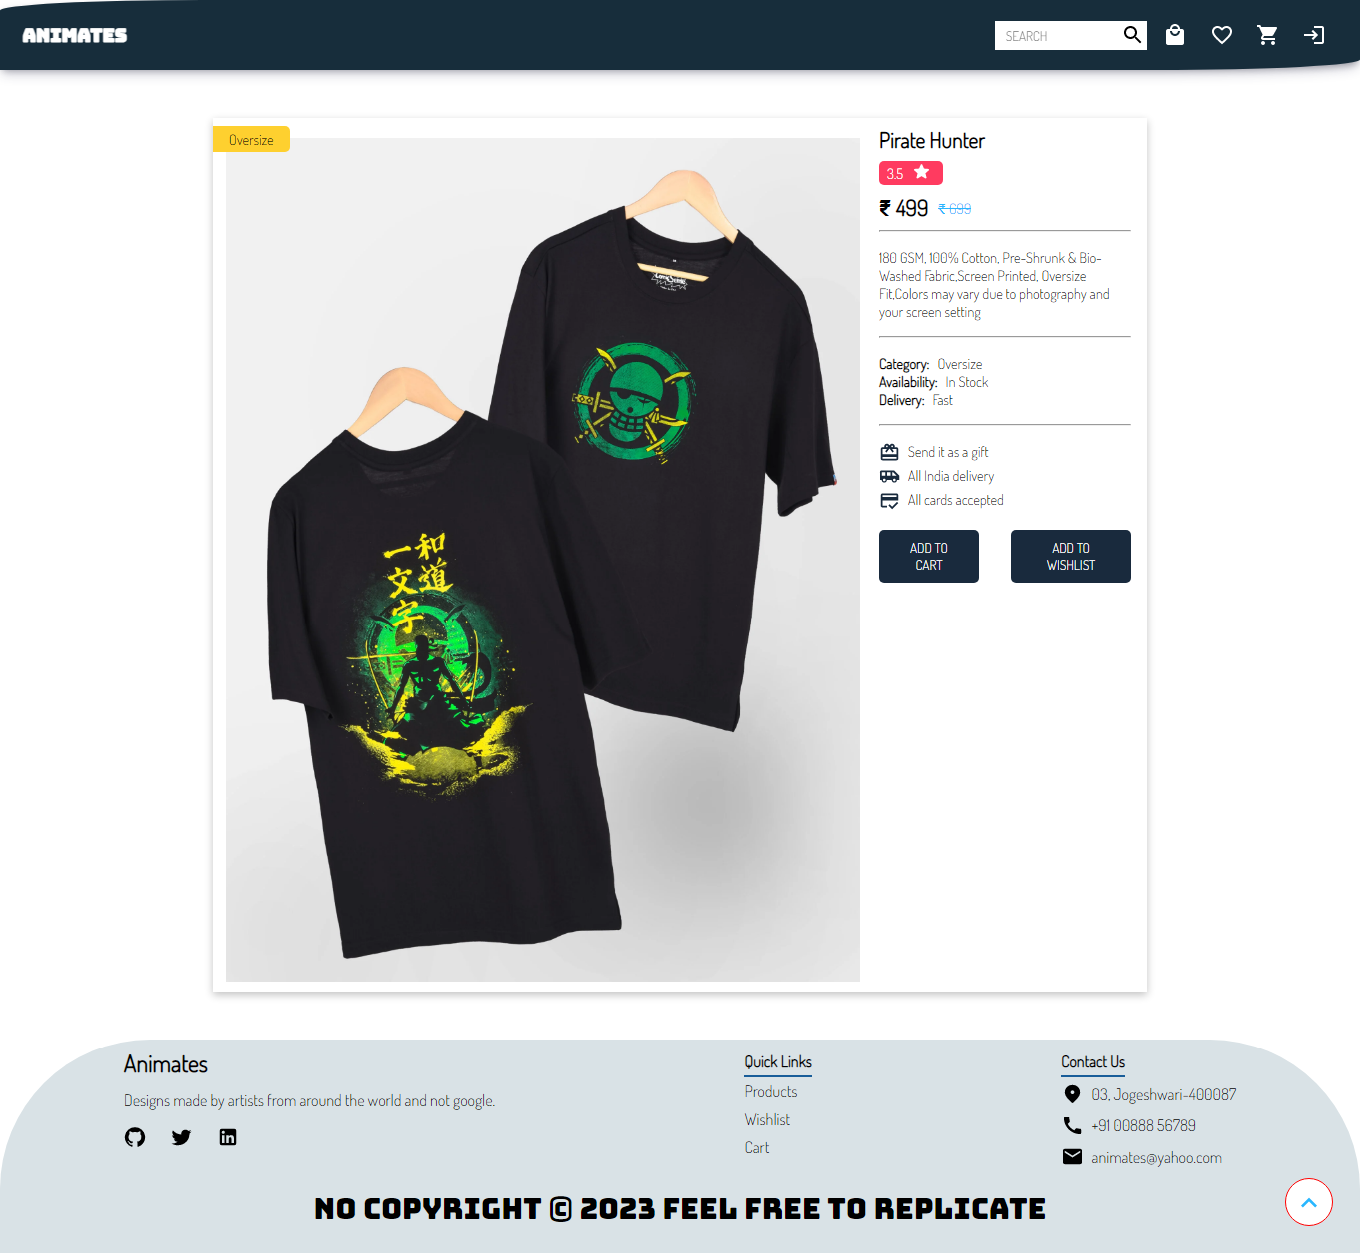 ANIMATES
SEARCH
Oversize
Pirate Hunter
3.5
₹ 499 ₹ 699
180 GSM, 100% Cotton, Pre-Shrunk & Bio-
Washed Fabric,Screen Printed, Oversize
Fit,Colors may vary due to photography and
your screen setting
Category: Oversize
Availability: In Stock
Delivery: Fast
Send it as a gift
All India delivery
All cards accepted
ADD TO
CART
ADD TO
WISHLIST
和道
一文字
Animates
Designs made by artists from around the world and not google.
Quick Links
Products
Wishlist
Cart
Contact Us
03, Jogeshwari-400087
+91 00888 56789
animates@yahoo.com
NO COPYRIGHT © 2023 FEEL FREE TO REPLICATE